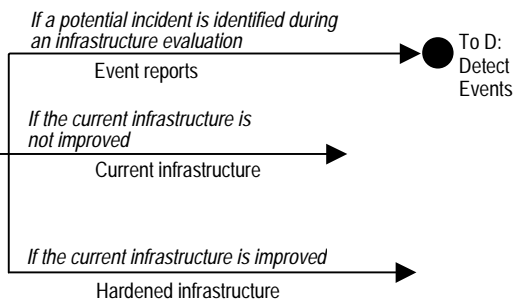 If a potential incident is identified during
an infrastructure evaluation
Event reports
To D:
Detect
Events
If the current infrastructure is
not improved
Current infrastructure
If the current infrastructure is improved
Hardened infrastructure